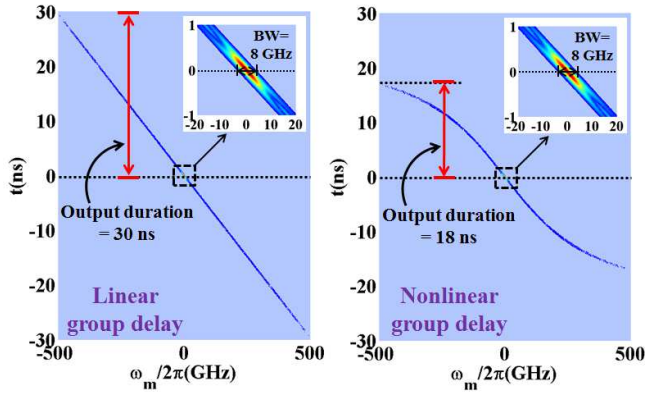 30
20
10
0
-10
-20
-30
t(ns)
-500
0
500
ω_m/2π(GHz)
Output duration
= 30 ns
Linear
group delay
1
0
-1
-20
-10
0
10
20
BW=
8 GHz
30
20
10
0
-10
-20
-30
t(ns)
-500
0
500
ω_m/2π(GHz)
Output duration
= 18 ns
Nonlinear
group delay
1
0
-1
-20
-10
0
10
20
BW=
8 GHz